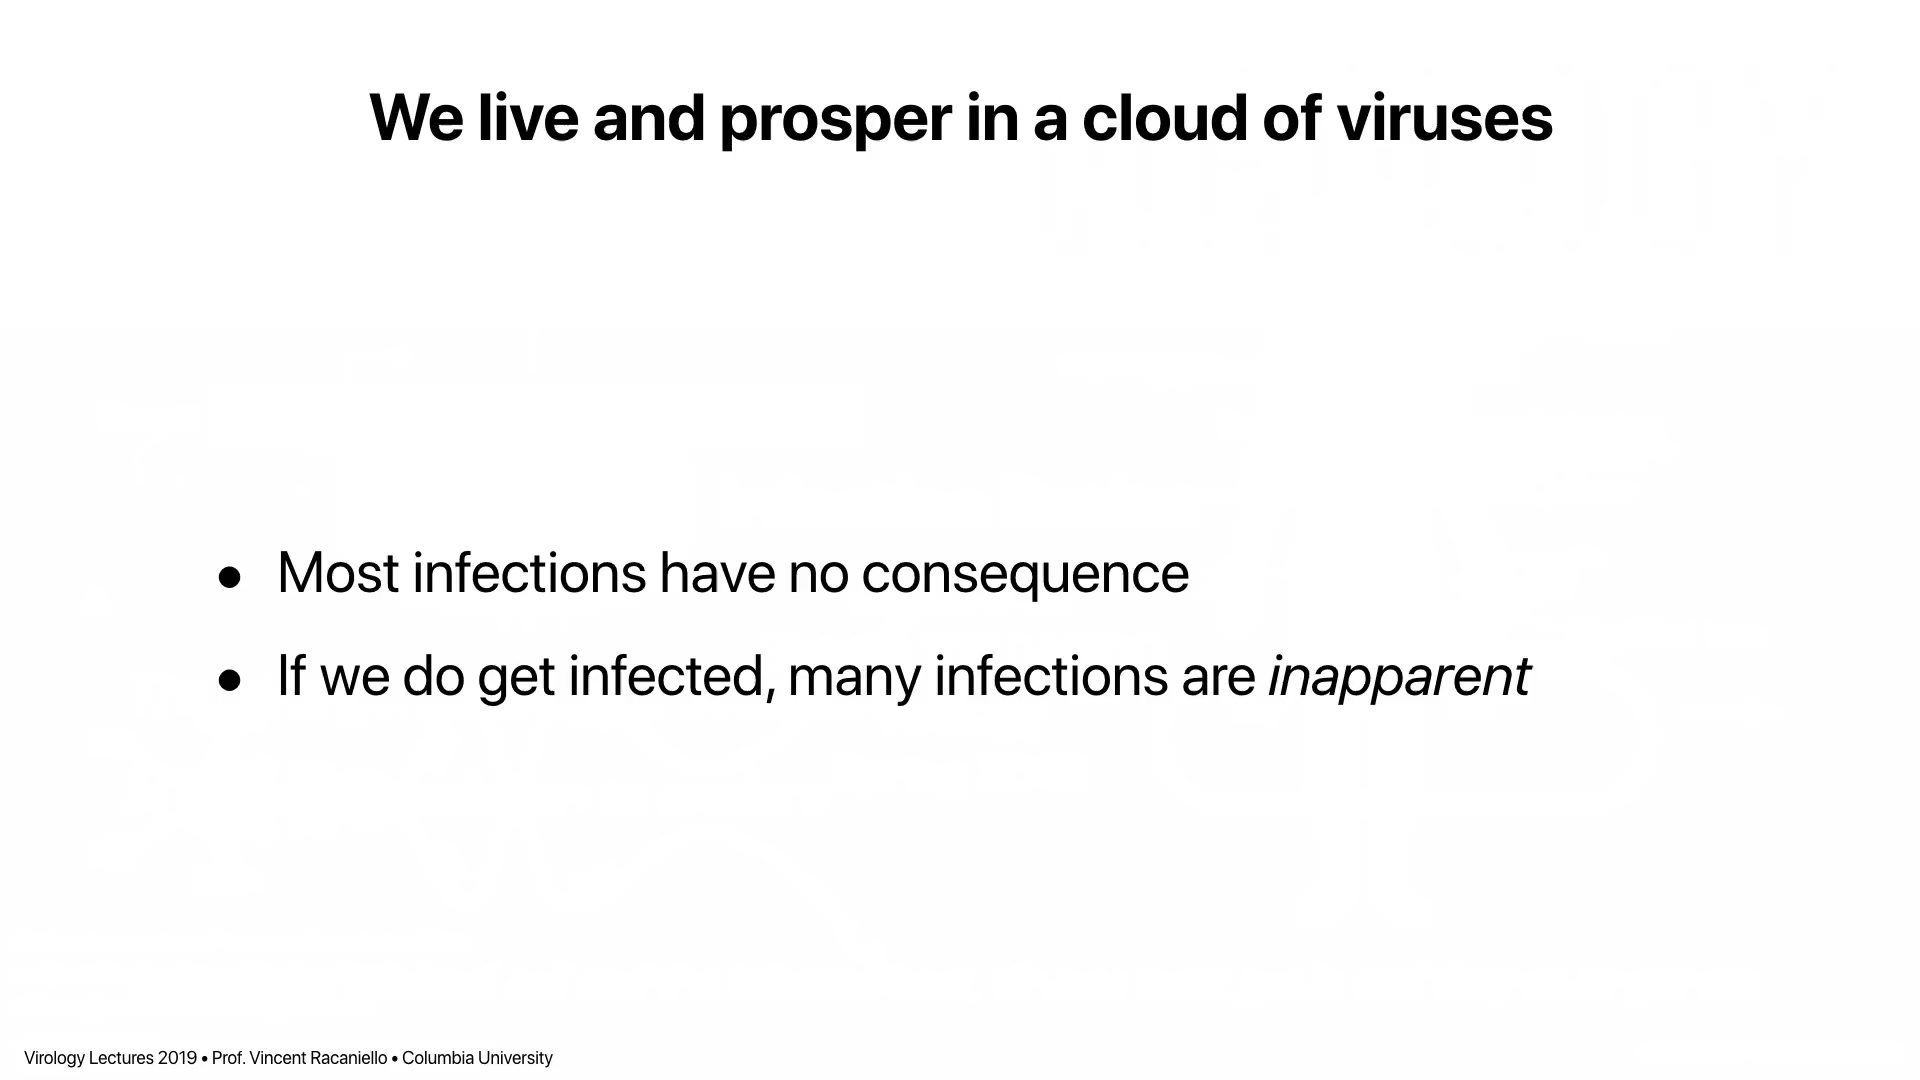 We live and prosper in a cloud of viruses
• Most infections have no consequence
• If we do get infected, many infections are inapparent
Virology Lectures 2019 • Prof. Vincent Racaniello • Columbia University